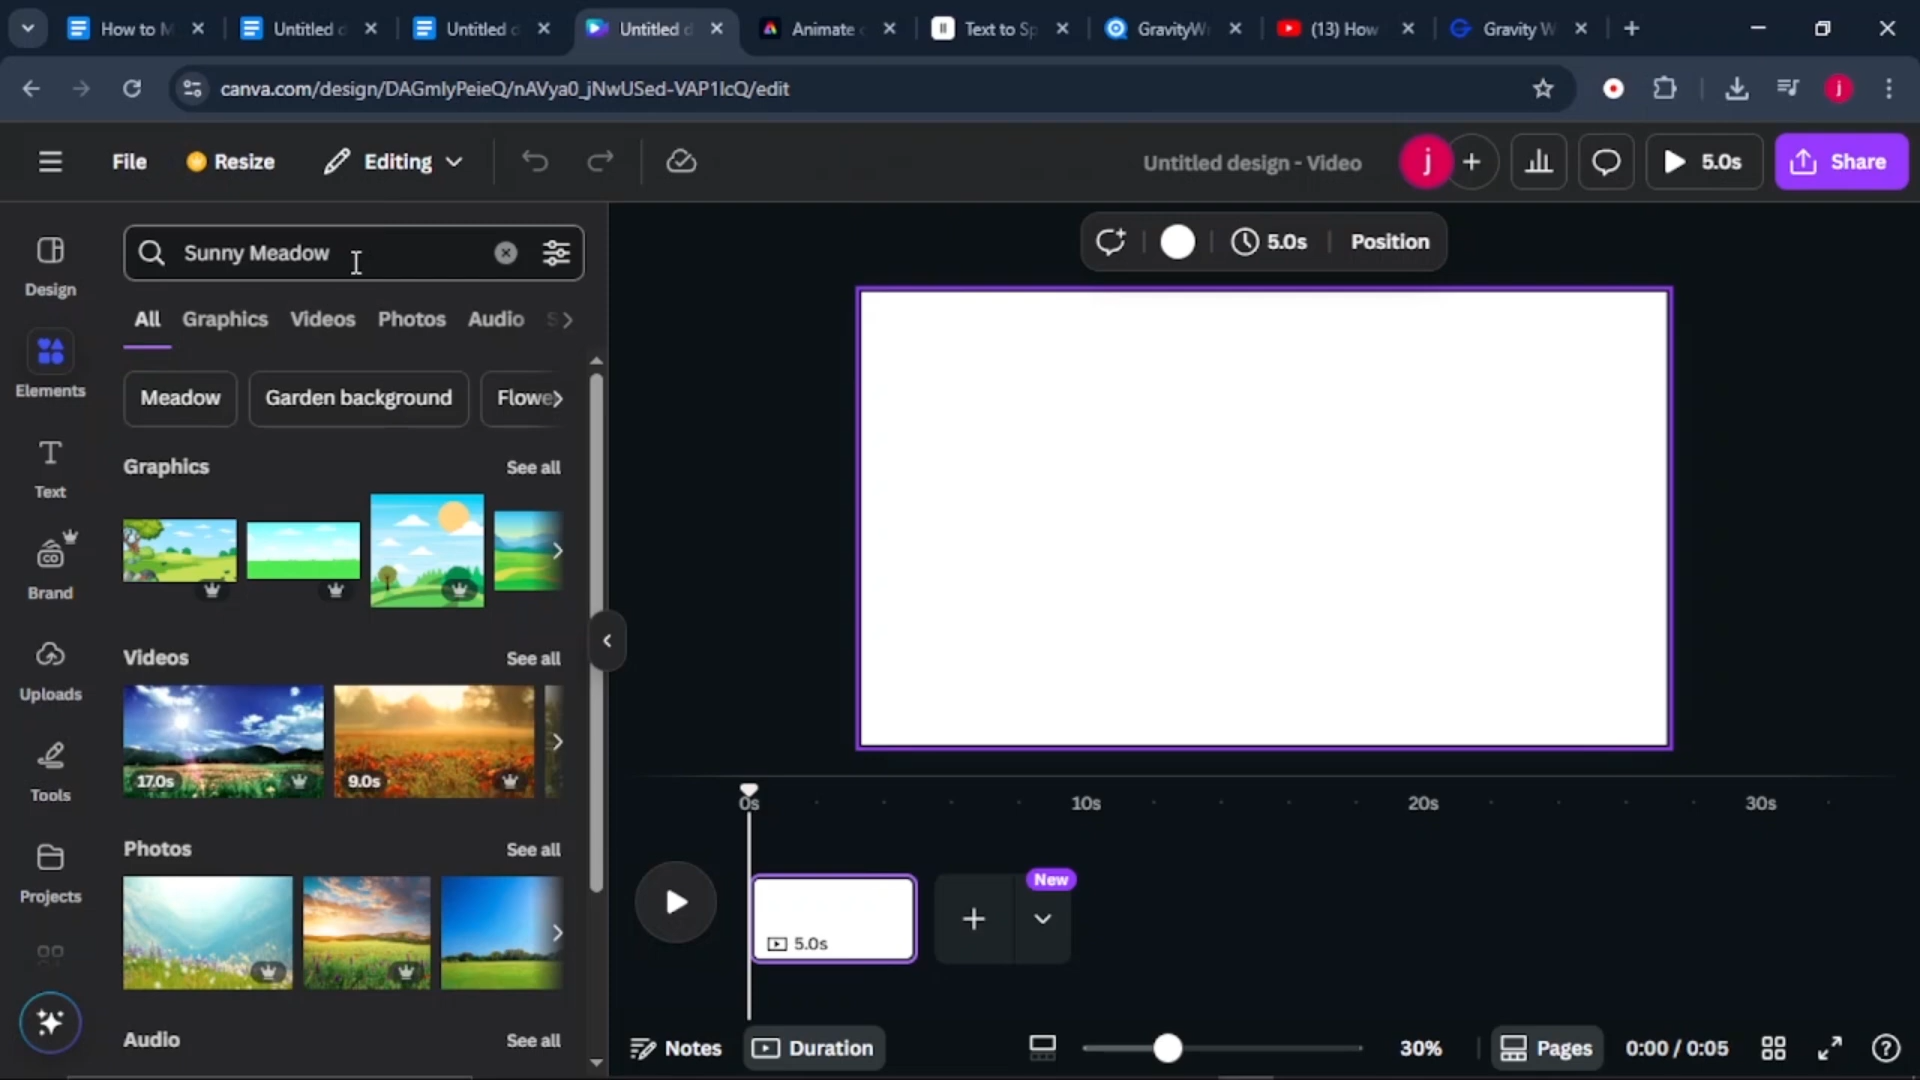 How to M
Untitled d
Untitled d
Untitled d
Animate c
Text to Sp
GravityWr
(13) How
Gravity W
canva.com/design/DAGmlyPeieQ/nAVya0_jNwUSed-VAP1IcQ/edit
j
File
Resize
Editing
Untitled design - Video
j
5.0s
Share
Sunny Meadow
5.0s
Position
Design
All
Graphics
Videos
Photos
Audio
Elements
Meadow
Garden background
Flowe
Text
Graphics
See all
CO
Brand
Videos
See all
Uploads
17.0s
9.0s
Tools
0s
10s
20s
30s
Photos
See all
Projects
New
5.0s
Audio
See all
Notes
Duration
30%
Pages
0:00 / 0:05